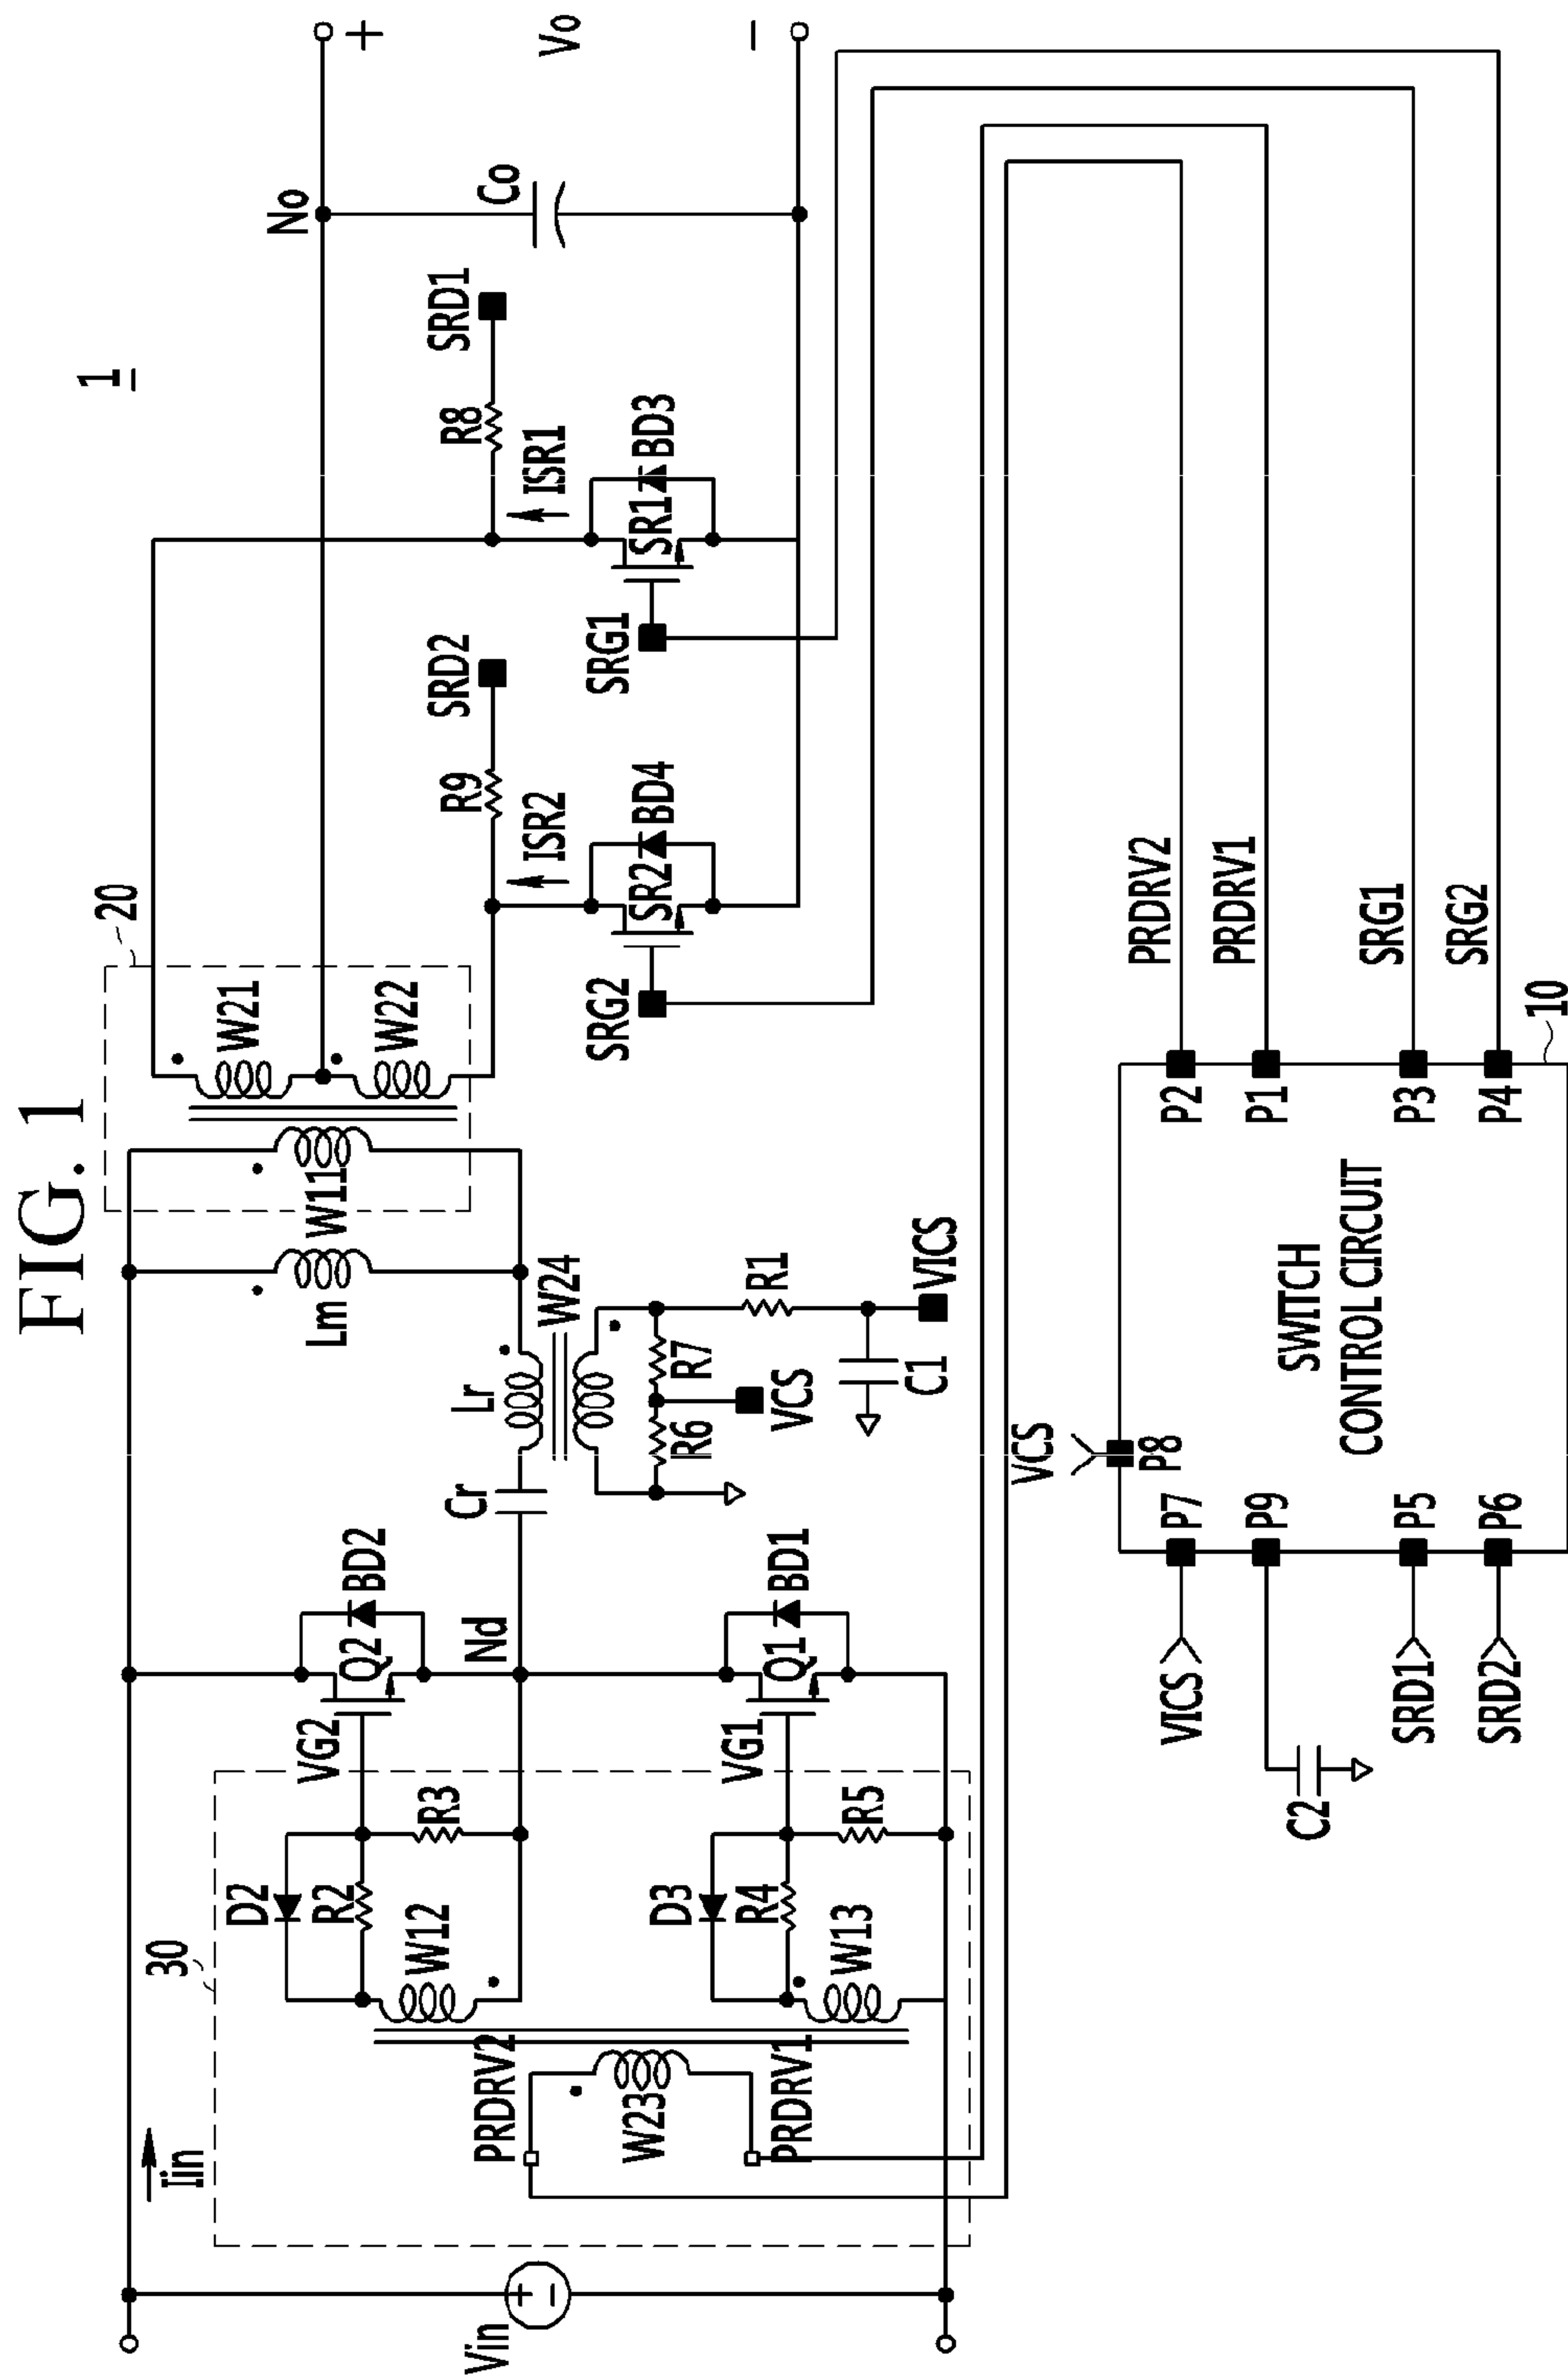 FIG. 1
1
20
30
Iin
Vin
D2
R2
R3
W12
VG2
Q2
BD2
Nd
PRDRV2
W23
PRDRV1
D3
R4
R5
W13
VG1
Q1
BD1
Cr
Lr
Lm
W11
W21
W22
W24
R6
R7
VCS
R1
C1
VICS
SRD2
R9
ISR2
SR2
BD4
SRG2
SRD1
R8
ISR1
SR1
BD3
SRG1
No
Co
+
Vo
−
VCS
P8
VICS
P7
P9
C2
SRD1
P5
SRD2
P6
SWITCH
CONTROL CIRCUIT
P2
PRDRV2
P1
PRDRV1
P3
SRG1
P4
SRG2
10